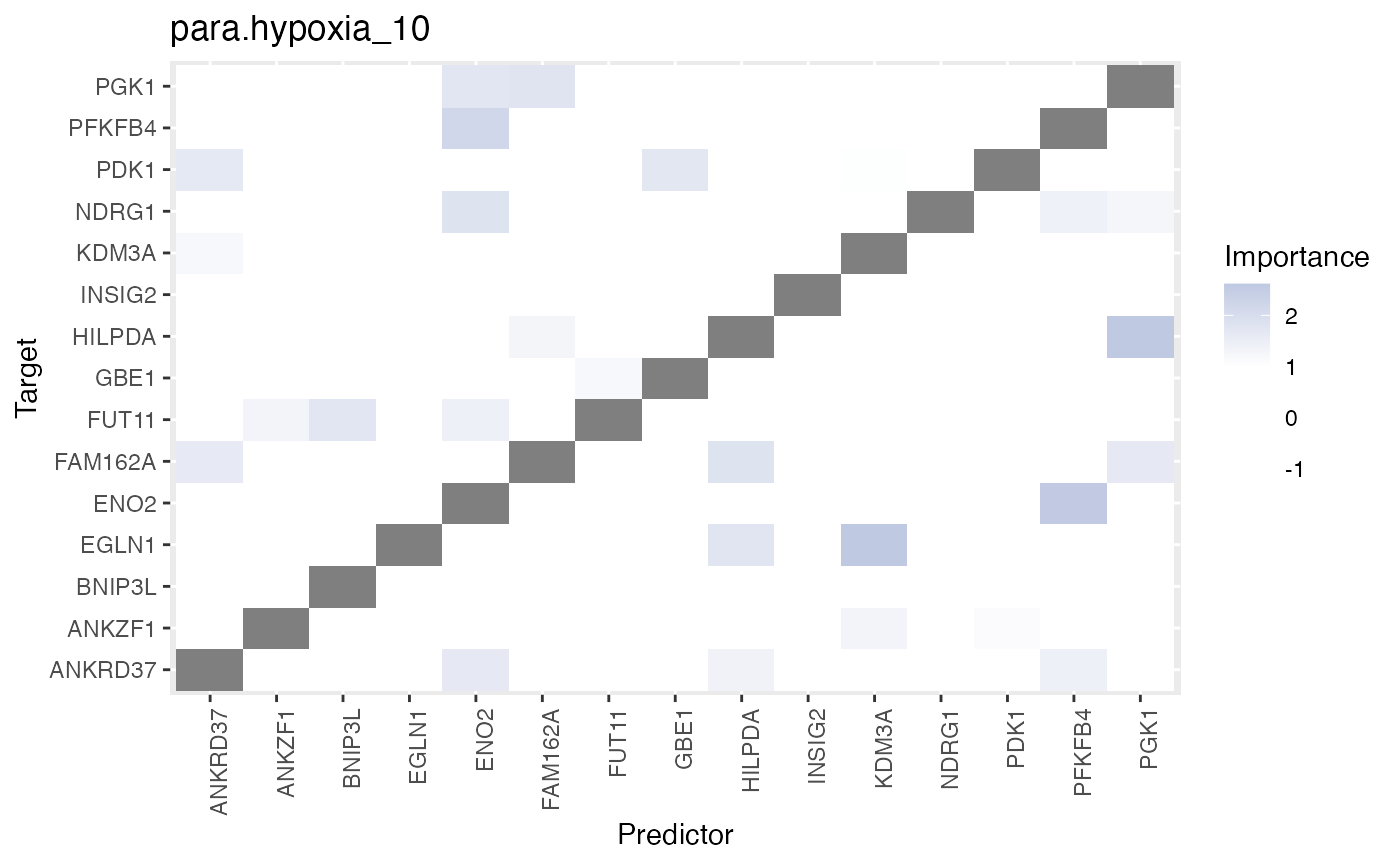 para.hypoxia_10
Target
PGK1
PFKFB4
PDK1
NDRG1
KDM3A
INSIG2
HILPDA
GBE1
FUT11
FAM162A
ENO2
EGLN1
BNIP3L
ANKZF1
ANKRD37
ANKRD37
ANKZF1
BNIP3L
EGLN1
ENO2
FAM162A
FUT11
GBE1
HILPDA
INSIG2
KDM3A
NDRG1
PDK1
PFKFB4
PGK1
Predictor
Importance
2
1
0
-1